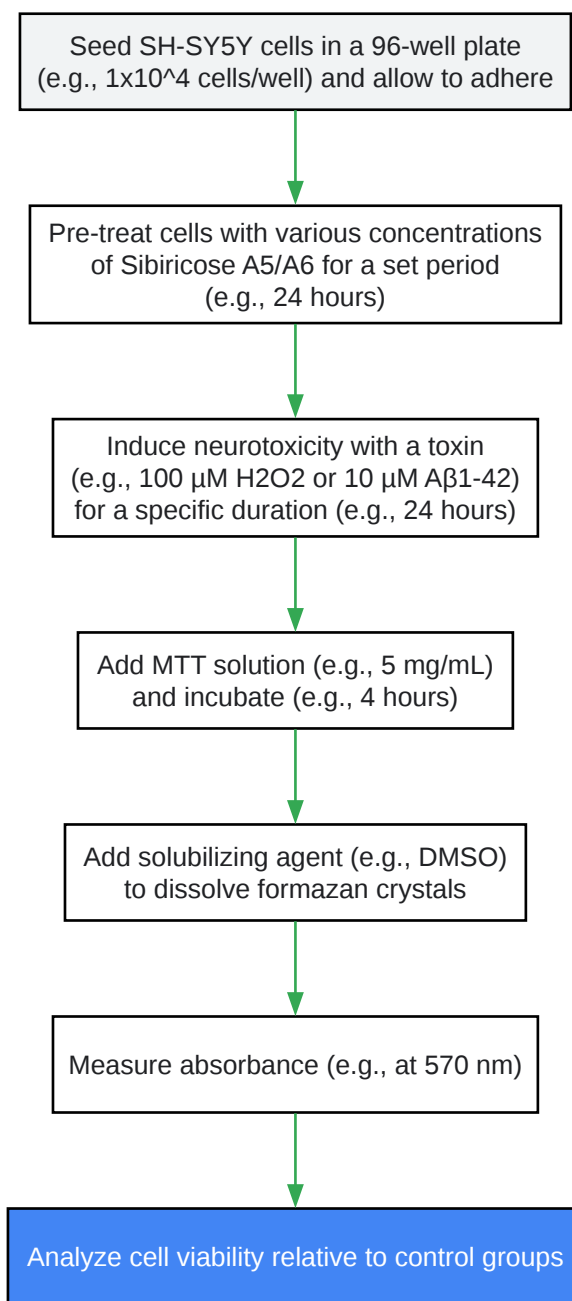 Seed SH-SY5Y cells in a 96-well plate
(e.g., 1x10^4 cells/well) and allow to adhere
Pre-treat cells with various concentrations
of Sibiricose A5/A6 for a set period
(e.g., 24 hours)
Induce neurotoxicity with a toxin
(e.g., 100 µM H2O2 or 10 µM Aβ1-42)
for a specific duration (e.g., 24 hours)
Add MTT solution (e.g., 5 mg/mL)
and incubate (e.g., 4 hours)
Add solubilizing agent (e.g., DMSO)
to dissolve formazan crystals
Measure absorbance (e.g., at 570 nm)
Analyze cell viability relative to control groups